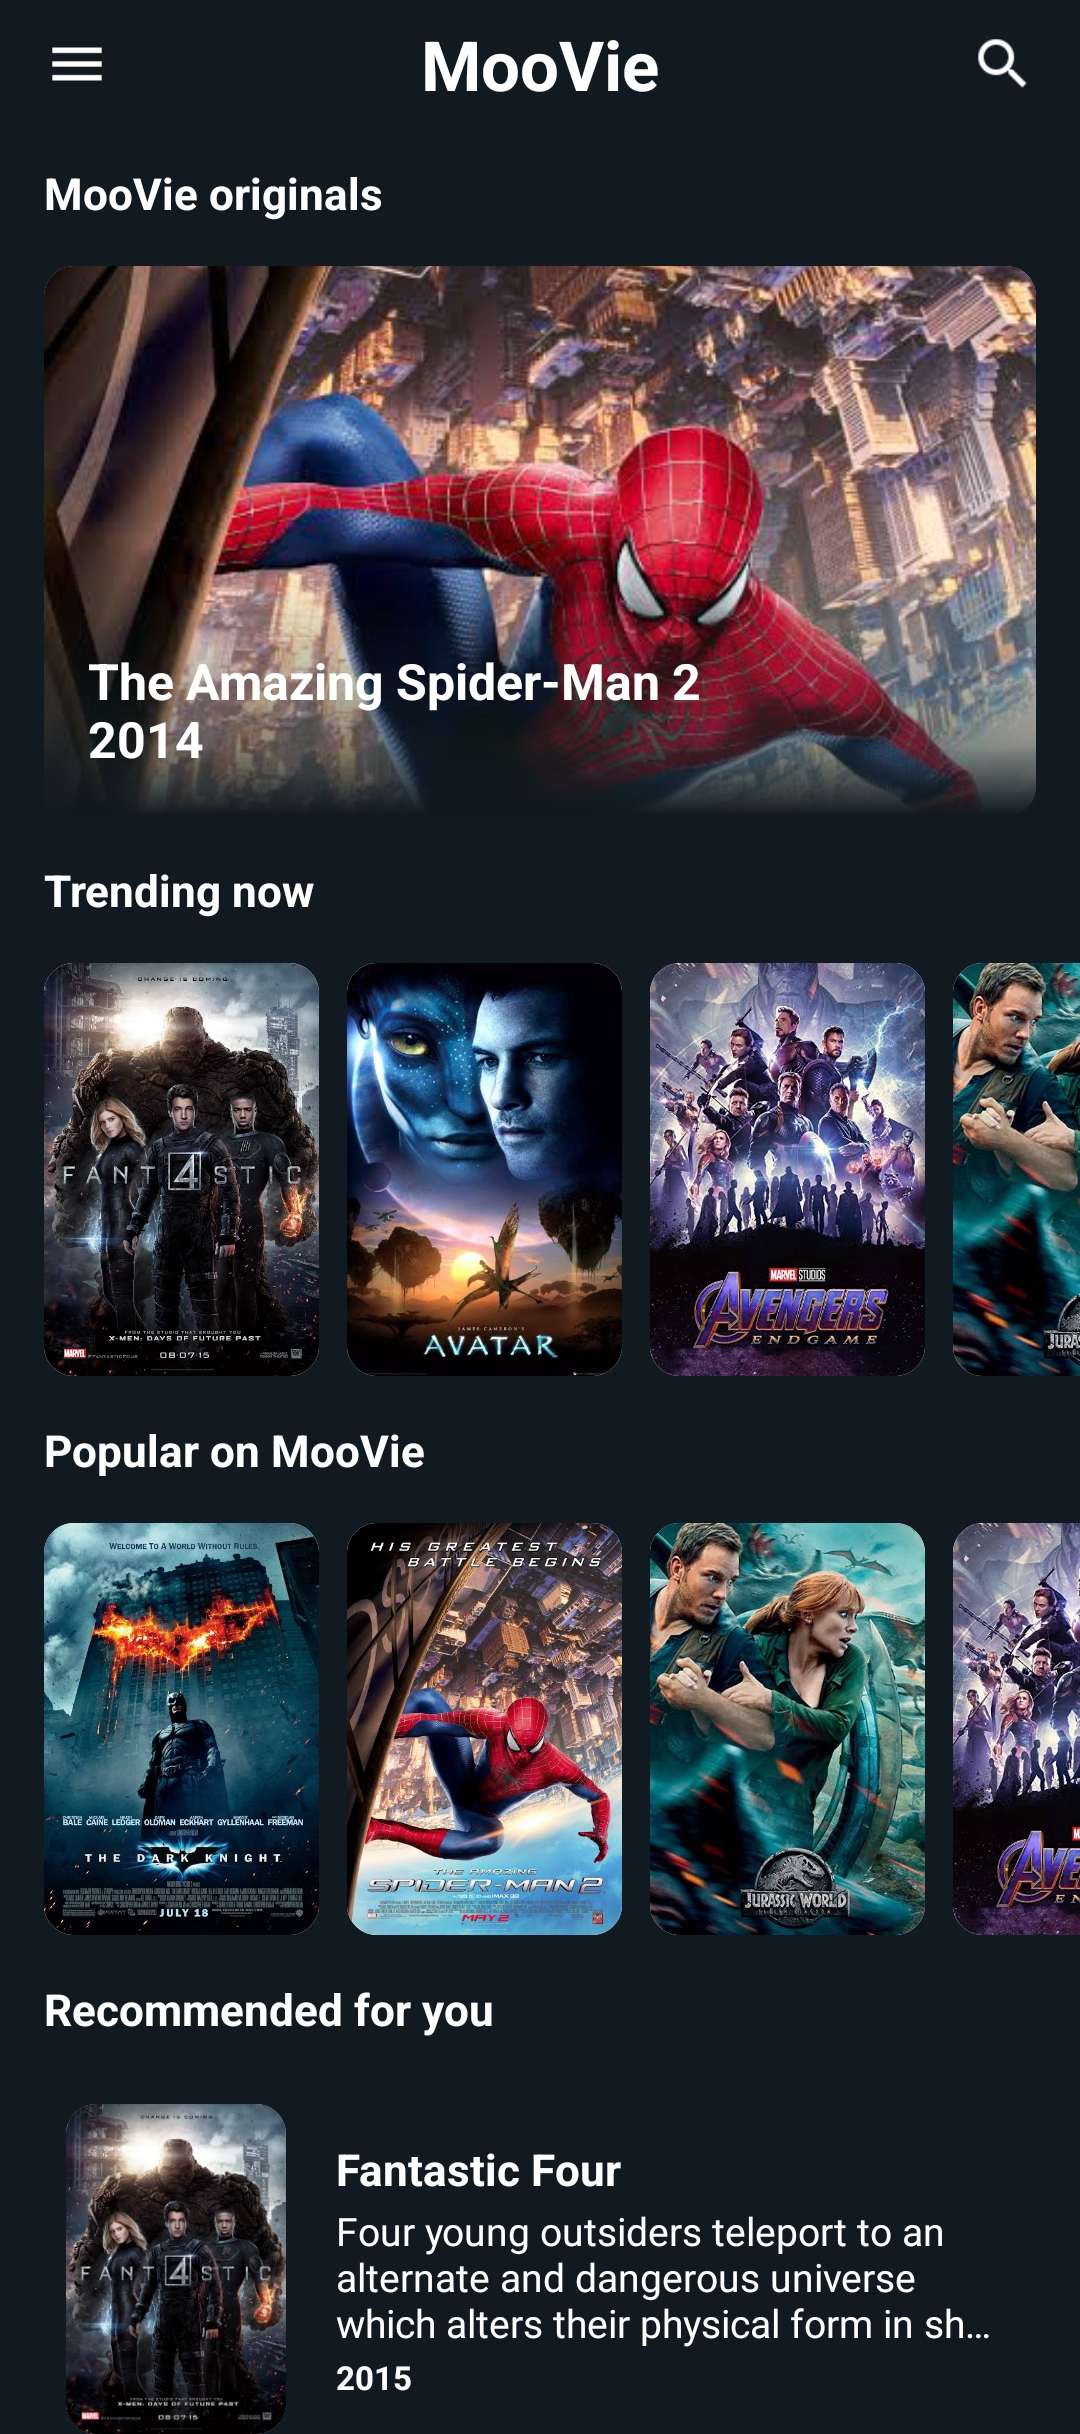 MooVie
MooVie originals
The Amazing Spider-Man 2
2014
Trending now
CHANGE IS COMING
FANT4STIC
FROM THE STUDIO THAT BROUGHT YOU
X-MEN: DAYS OF FUTURE PAST
MARVEL
08·07·15
JAMES CAMERON'S
AVATAR
MARVEL STUDIOS
AVENGERS
ENDGAME
Popular on MooVie
WELCOME TO A WORLD WITHOUT RULES.
BALE CAINE LEDGER OLDMAN ECKHART GYLLENHAAL FREEMAN
THE DARK KNIGHT
JULY 18
HIS GREATEST
BATTLE BEGINS
THE AMAZING
SPIDER-MAN 2
MAY 2
JURASSIC WORLD
Recommended for you
CHANGE IS COMING
FANT4STIC
X-MEN: DAYS OF FUTURE PAST
08·07·15
Fantastic Four
Four young outsiders teleport to an
alternate and dangerous universe
which alters their physical form in sh...
2015